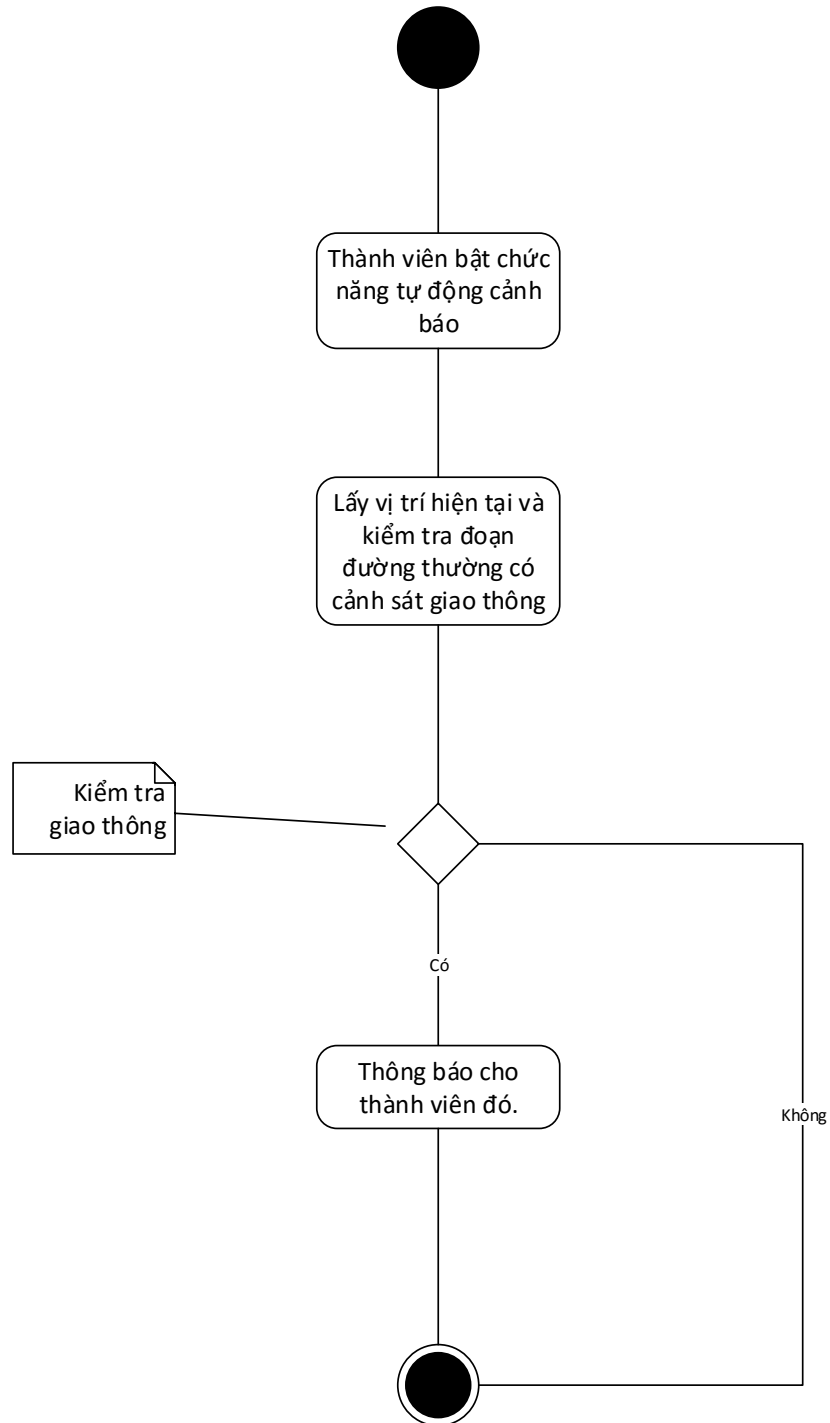 Thành viên bật chức
năng tự động cảnh
báo
Lấy vị trí hiện tại và
kiểm tra đoạn
đường thường có
cảnh sát giao thông
Kiểm tra
giao thông
Có
Thông báo cho
thành viên đó.
Không